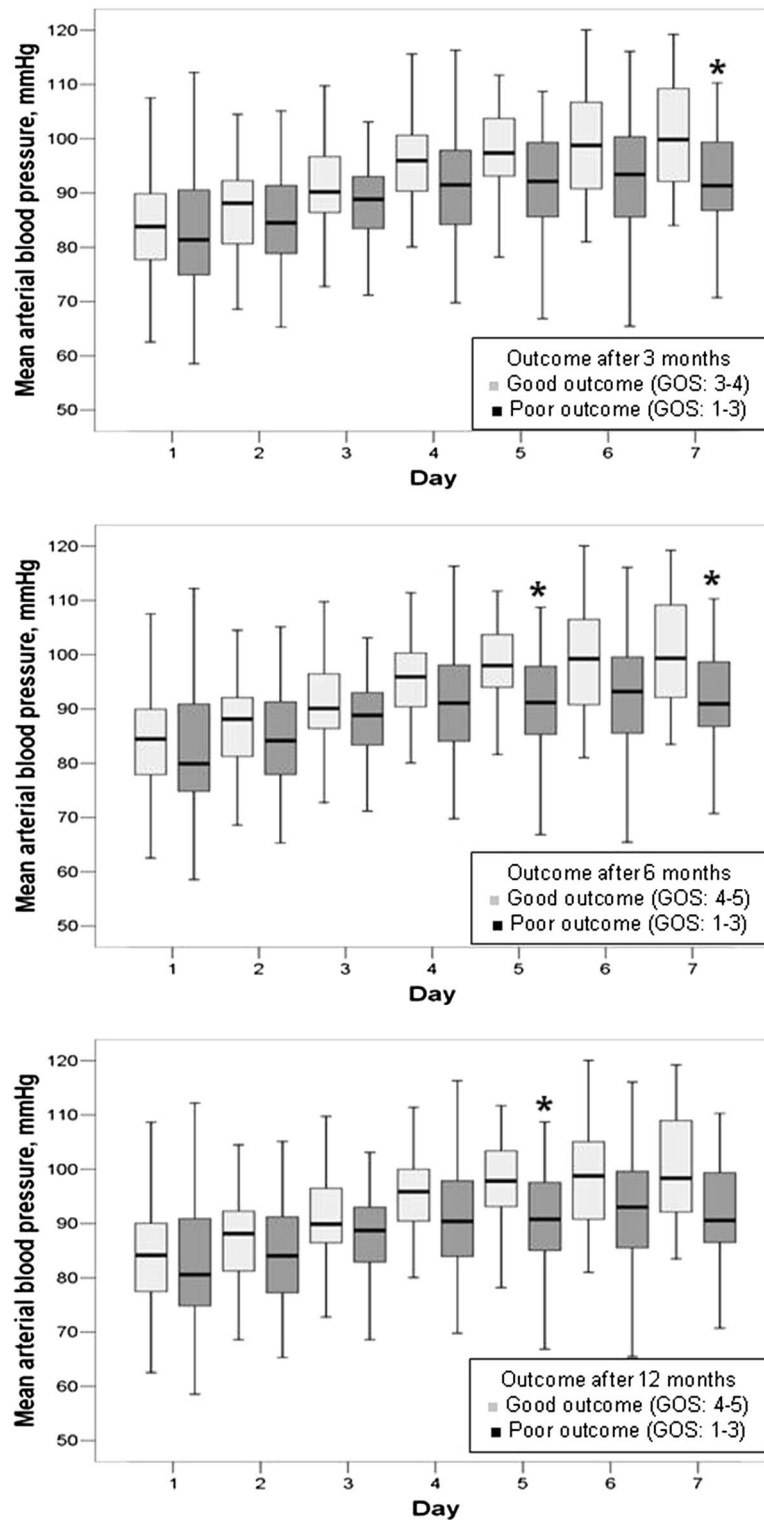 Mean arterial blood pressure, mmHg
120
110
*
100
90
80
70
60
50
Outcome after 3 months
Good outcome (GOS: 3-4)
Poor outcome (GOS: 1-3)
1 2 3 4 5 6 7
Day
Mean arterial blood pressure, mmHg
120
110
* *
100
90
80
70
60
50
Outcome after 6 months
Good outcome (GOS: 4-5)
Poor outcome (GOS: 1-3)
1 2 3 4 5 6 7
Day
Mean arterial blood pressure, mmHg
120
110
*
100
90
80
70
60
50
Outcome after 12 months
Good outcome (GOS: 4-5)
Poor outcome (GOS: 1-3)
1 2 3 4 5 6 7
Day